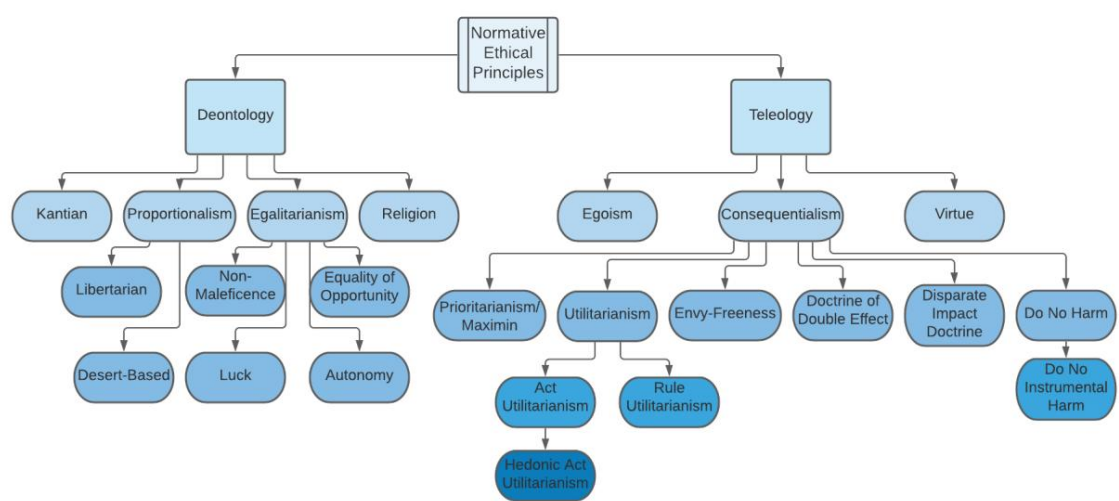 Normative
Ethical
Principles
Deontology
Teleology
Kantian
Proportionalism
Egalitarianism
Religion
Egoism
Consequentialism
Virtue
Libertarian
Non-
Maleficence
Equality of
Opportunity
Prioritarianism/
Maximin
Utilitarianism
Envy-Freeness
Doctrine of
Double Effect
Disparate
Impact
Doctrine
Do No Harm
Desert-Based
Luck
Autonomy
Act
Utilitarianism
Rule
Utilitarianism
Do No
Instrumental
Harm
Hedonic Act
Utilitarianism